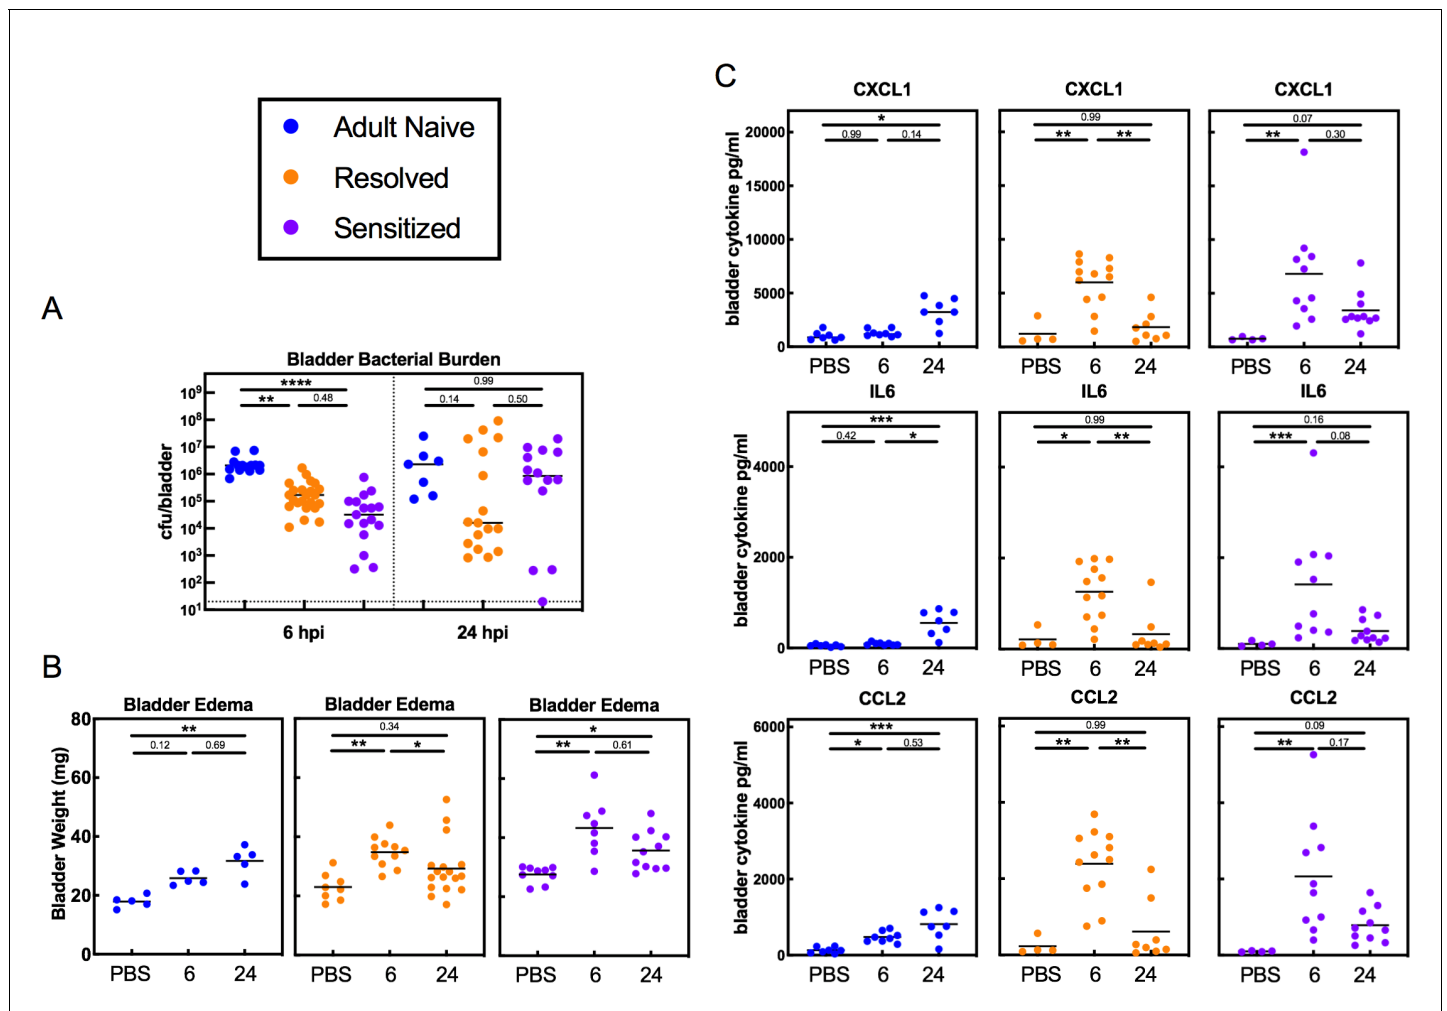 Adult Naive
Resolved
Sensitized
A
Bladder Bacterial Burden
cfu/bladder
10⁹
10⁸
10⁷
10⁶
10⁵
10⁴
10³
10²
10¹
****
** 0.48
0.99
0.14 0.50
6 hpi 24 hpi
B
Bladder Edema Bladder Edema Bladder Edema
Bladder Weight (mg)
80
60
40
20
0
**
0.12 0.69
0.34
** *
*
** 0.61
PBS 6 24 PBS 6 24 PBS 6 24
C
CXCL1 CXCL1 CXCL1
bladder cytokine pg/ml
20000
15000
10000
5000
0
*
0.99 0.14
0.99
** **
0.07
** 0.30
PBS 6 24 PBS 6 24 PBS 6 24
IL6 IL6 IL6
bladder cytokine pg/ml
4000
2000
0
***
0.42 *
0.99
* **
0.16
*** 0.08
PBS 6 24 PBS 6 24 PBS 6 24
CCL2 CCL2 CCL2
bladder cytokine pg/ml
6000
4000
2000
0
***
* 0.53
0.99
** **
0.09
** 0.17
PBS 6 24 PBS 6 24 PBS 6 24